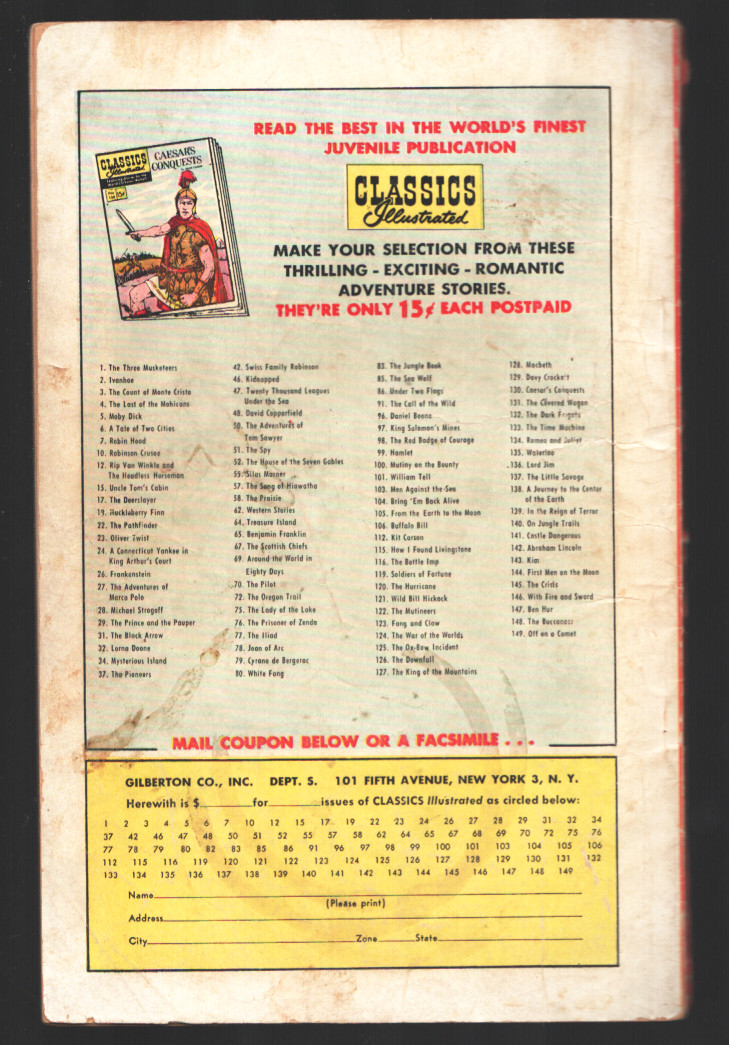 READ THE BEST IN THE WORLD'S FINEST
JUVENILE PUBLICATION
CLASSICS
Illustrated
CLASSICS
Illustrated
CAESAR'S
CONQUESTS
15¢
MAKE YOUR SELECTION FROM THESE
THRILLING - EXCITING - ROMANTIC
ADVENTURE STORIES.
THEY'RE ONLY 15¢ EACH POSTPAID
1. The Three Musketeers
2. Ivanhoe
3. The Count of Monte Cristo
4. The Last of the Mohicans
5. Moby Dick
6. A Tale of Two Cities
7. Robin Hood
10. Robinson Crusoe
12. Rip Van Winkle and
The Headless Horseman
15. Uncle Tom's Cabin
17. The Deerslayer
19. Huckleberry Finn
22. The Pathfinder
23. Oliver Twist
24. A Connecticut Yankee in
King Arthur's Court
26. Frankenstein
27. The Adventures of
Marco Polo
28. Michael Strogoff
29. The Prince and the Pauper
31. The Black Arrow
32. Lorna Doone
34. Mysterious Island
37. The Pioneers
42. Swiss Family Robinson
46. Kidnapped
47. Twenty Thousand Leagues
Under the Sea
48. David Copperfield
50. The Adventures of
Tom Sawyer
51. The Spy
52. The House of the Seven Gables
55. Silas Marner
57. The Song of Hiawatha
58. The Prairie
62. Western Stories
64. Treasure Island
65. Benjamin Franklin
67. The Scottish Chiefs
69. Around the World in
Eighty Days
70. The Pilot
72. The Oregon Trail
75. The Lady of the Lake
76. The Prisoner of Zenda
77. The Iliad
78. Joan of Arc
79. Cyrano de Bergerac
80. White Fang
83. The Jungle Book
85. The Sea Wolf
86. Under Two Flags
91. The Call of the Wild
96. Daniel Boone
97. King Solomon's Mines
98. The Red Badge of Courage
99. Hamlet
100. Mutiny on the Bounty
101. William Tell
103. Men Against the Sea
104. Bring 'Em Back Alive
105. From the Earth to the Moon
106. Buffalo Bill
112. Kit Carson
115. How I Found Livingstone
116. The Bottle Imp
119. Soldiers of Fortune
120. The Hurricane
121. Wild Bill Hickock
122. The Mutineers
123. Fang and Claw
124. The War of the Worlds
125. The Ox-Bow Incident
126. The Downfall
127. The King of the Mountains
128. Macbeth
129. Davy Crockett
130. Caesar's Conquests
131. The Covered Wagon
132. The Dark Frigate
133. The Time Machine
134. Romeo and Juliet
135. Waterloo
136. Lord Jim
137. The Little Savage
138. A Journey to the Center
of the Earth
139. In the Reign of Terror
140. On Jungle Trails
141. Castle Dangerous
142. Abraham Lincoln
143. Kim
144. First Men on the Moon
145. The Crisis
146. With Fire and Sword
147. Ben Hur
148. The Buccaneer
149. Off on a Comet
MAIL COUPON BELOW OR A FACSIMILE . . .
GILBERTON CO., INC. DEPT. S. 101 FIFTH AVENUE, NEW YORK 3, N. Y.
Herewith is $ for issues of CLASSICS Illustrated as circled below:
1 2 3 4 5 6 7 10 12 15 17 19 22 23 24 26 27 28 29 31 32 34
37 42 46 47 48 50 51 52 55 57 58 62 64 65 67 68 69 70 72 75 76
77 78 79 80 82 83 85 86 91 96 97 98 99 100 101 103 104 105 106
112 115 116 119 120 121 122 123 124 125 126 127 128 129 130 131 132
133 134 135 136 137 138 139 140 141 142 143 144 145 146 147 148 149
Name
(Please print)
Address
City Zone State